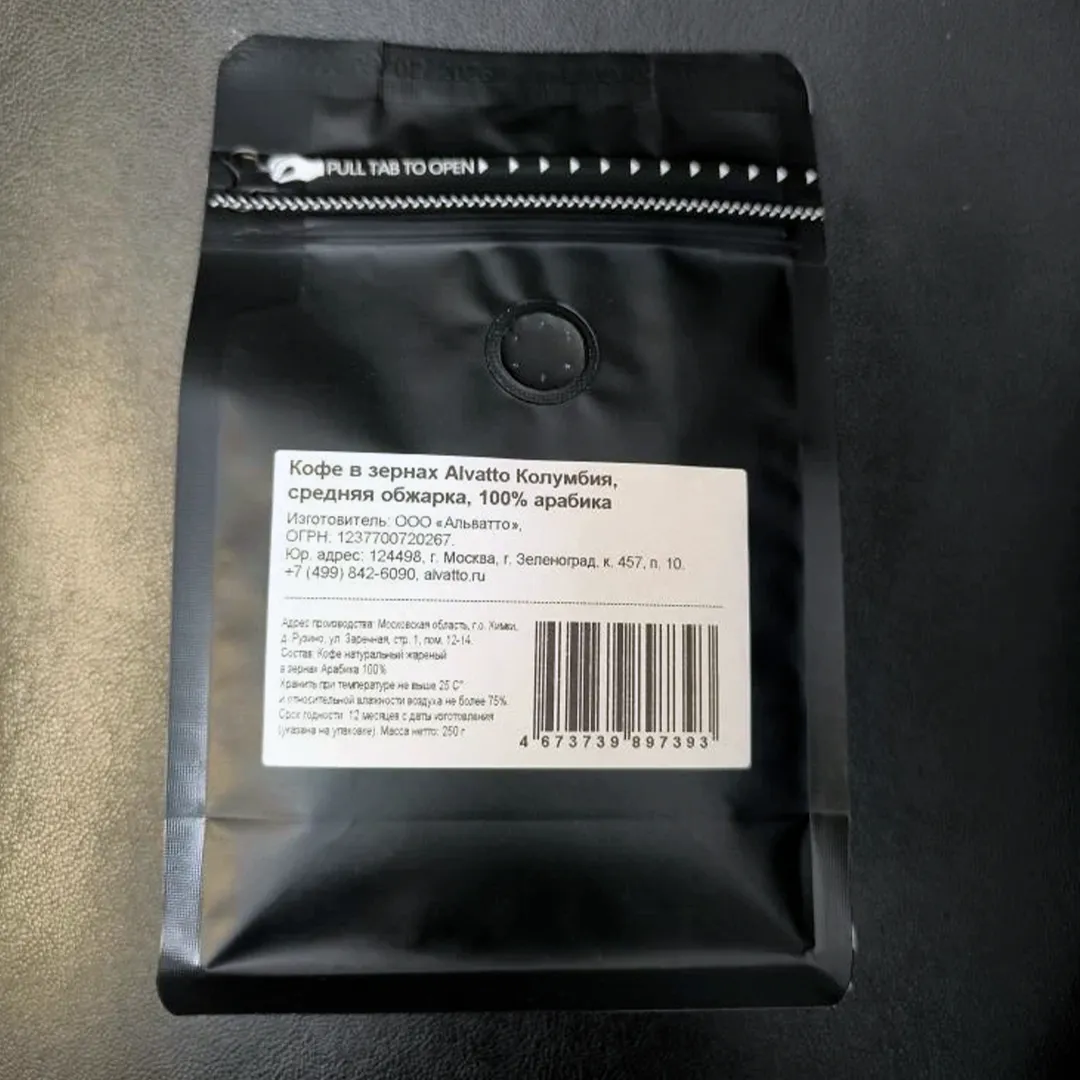 PULL TAB TO OPEN
Кофе в зернах Alvatto Колумбия,
средняя обжарка, 100% арабика
Изготовитель: ООО «Альватто»,
ОГРН: 1237700720267.
Юр. адрес: 124498, г. Москва, г. Зеленоград, к. 457, п. 10.
+7 (499) 842-6090, alvatto.ru
Адрес производства: Московская область, г.о. Химки,
д. Рузино, ул. Заречная, стр. 1, пом. 12-14.
Состав: Кофе натуральный жареный
в зернах Арабика 100%
Хранить при температуре не выше 25 С°
и относительной влажности воздуха не более 75%.
Срок годности: 12 месяцев с даты изготовления
(указана на упаковке). Масса нетто: 250 г
4 673739 897393